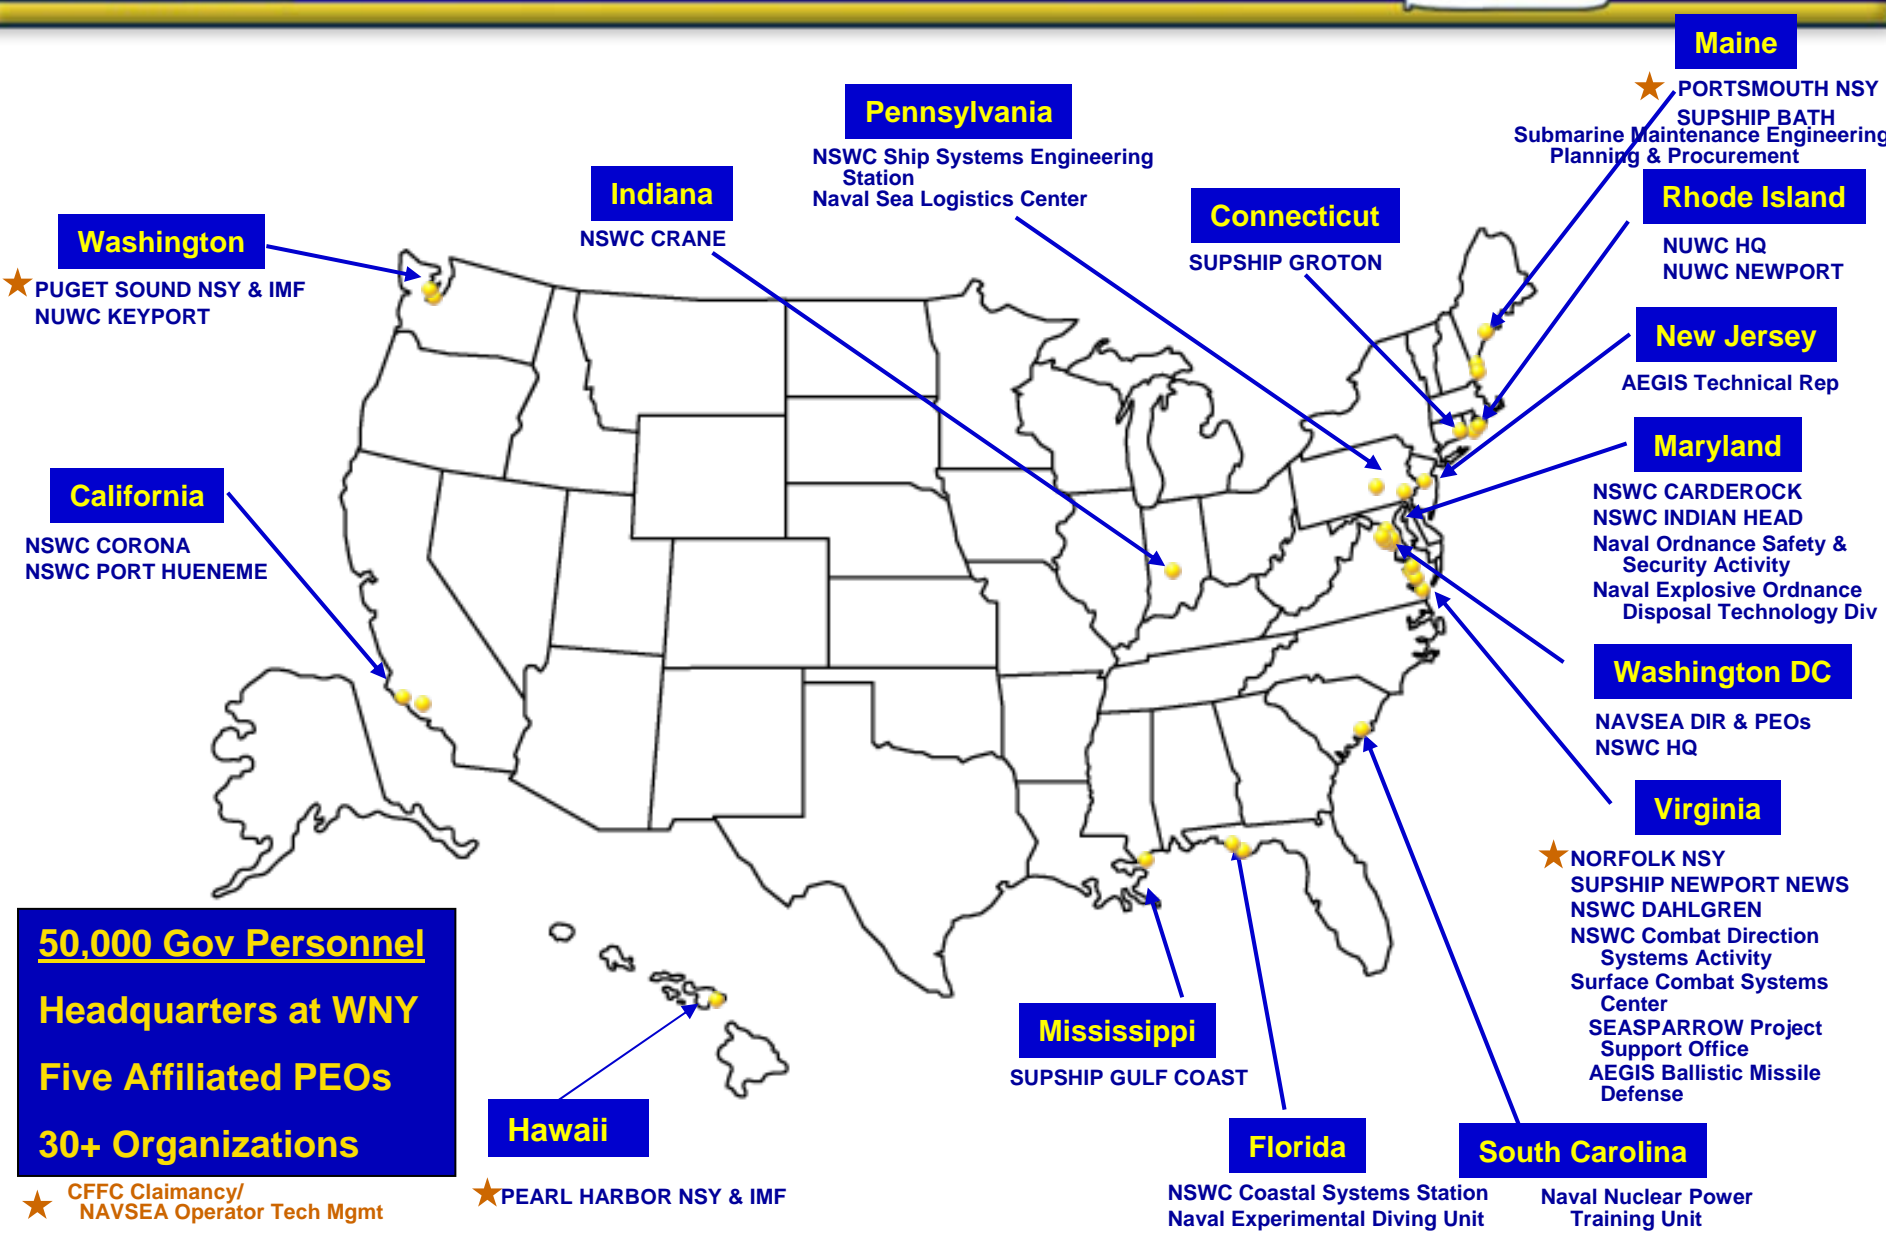 Maine
PORTSMOUTH NSY
SUPSHIP BATH
Submarine Maintenance Engineering
Planning & Procurement
Pennsylvania
NSWC Ship Systems Engineering
Station
Naval Sea Logistics Center
Indiana
NSWC CRANE
Connecticut
SUPSHIP GROTON
Rhode Island
NUWC HQ
NUWC NEWPORT
Washington
PUGET SOUND NSY & IMF
NUWC KEYPORT
New Jersey
AEGIS Technical Rep
Maryland
NSWC CARDEROCK
NSWC INDIAN HEAD
Naval Ordnance Safety &
Security Activity
Naval Explosive Ordnance
Disposal Technology Div
California
NSWC CORONA
NSWC PORT HUENEME
Washington DC
NAVSEA DIR & PEOs
NSWC HQ
Virginia
NORFOLK NSY
SUPSHIP NEWPORT NEWS
NSWC DAHLGREN
NSWC Combat Direction
Systems Activity
Surface Combat Systems
Center
SEASPARROW Project
Support Office
AEGIS Ballistic Missile
Defense
50,000 Gov Personnel
Headquarters at WNY
Five Affiliated PEOs
30+ Organizations
CFFC Claimancy/
NAVSEA Operator Tech Mgmt
Hawaii
PEARL HARBOR NSY & IMF
Mississippi
SUPSHIP GULF COAST
Florida
NSWC Coastal Systems Station
Naval Experimental Diving Unit
South Carolina
Naval Nuclear Power
Training Unit